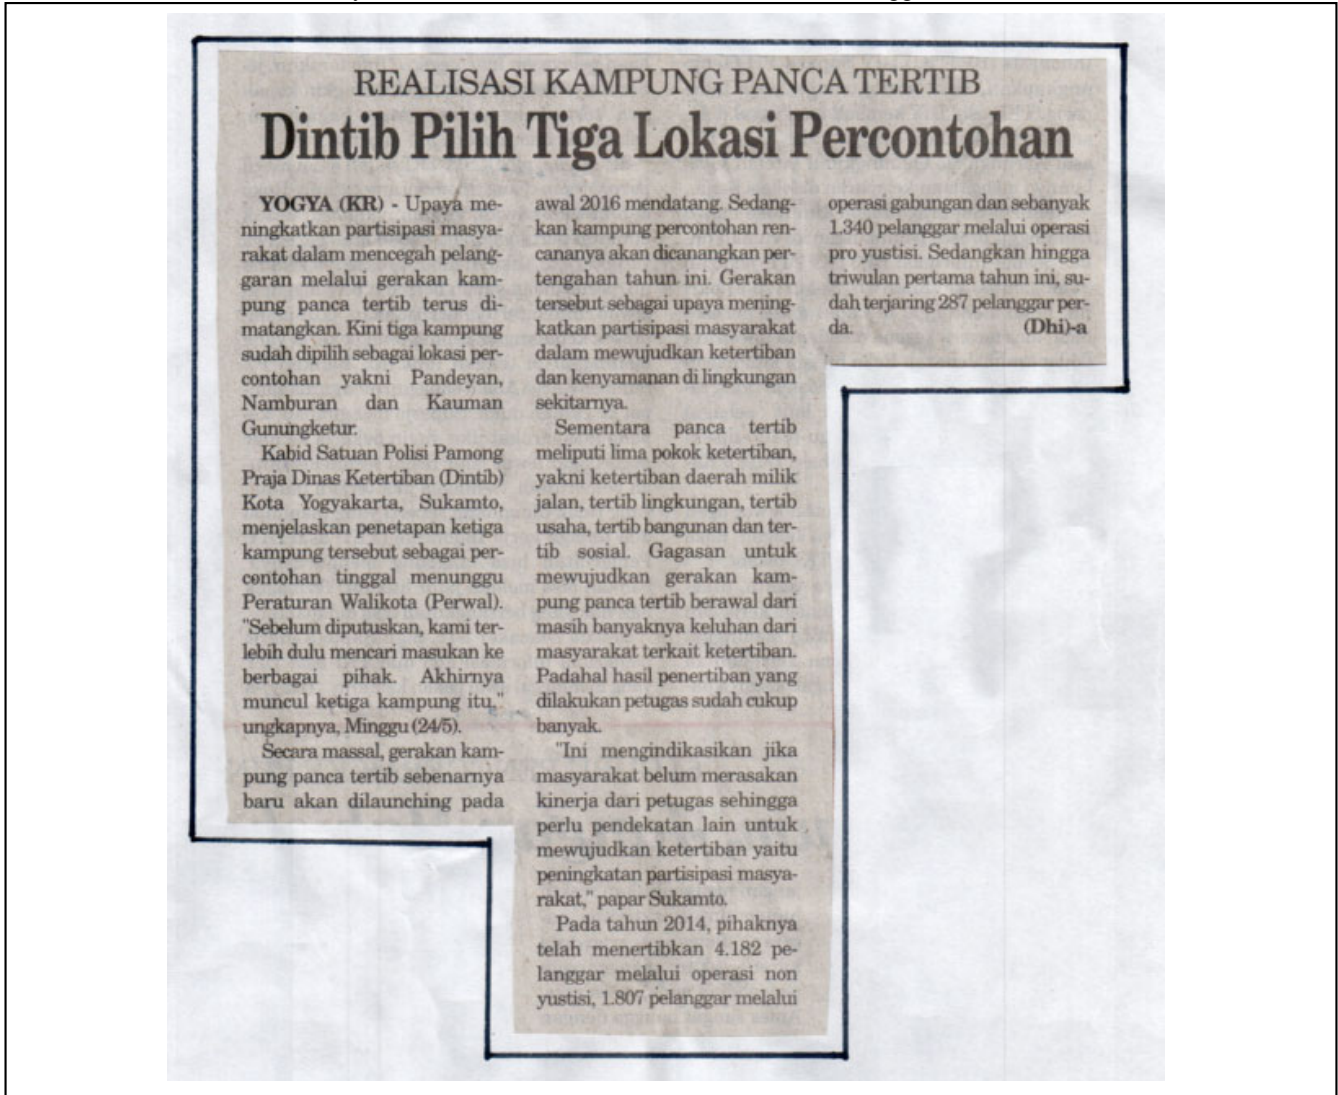 REALISASI KAMPUNG PANCA TERTIB
Dintib Pilih Tiga Lokasi Percontohan
YOGYA (KR) - Upaya me-
ningkatkan partisipasi masya-
rakat dalam mencegah pelang-
garan melalui gerakan kam-
pung panca tertib terus di-
matangkan. Kini tiga kampung
sudah dipilih sebagai lokasi per-
contohan yakni Pandeyan,
Namburan dan Kauman
Gunungketur.
Kabid Satuan Polisi Pamong
Praja Dinas Ketertiban (Dintib)
Kota Yogyakarta, Sukamto,
menjelaskan penetapan ketiga
kampung tersebut sebagai per-
contohan tinggal menunggu
Peraturan Walikota (Perwal).
"Sebelum diputuskan, kami ter-
lebih dulu mencari masukan ke
berbagai pihak. Akhirnya
muncul ketiga kampung itu,"
ungkapnya, Minggu (24/5).
Secara massal, gerakan kam-
pung panca tertib sebenarnya
baru akan dilaunching pada
awal 2016 mendatang. Sedang-
kan kampung percontohan ren-
cananya akan dicanangkan per-
tengahan tahun ini. Gerakan
tersebut sebagai upaya mening-
katkan partisipasi masyarakat
dalam mewujudkan ketertiban
dan kenyamanan di lingkungan
sekitarnya.
Sementara panca tertib
meliputi lima pokok ketertiban,
yakni ketertiban daerah milik
jalan, tertib lingkungan, tertib
usaha, tertib bangunan dan ter-
tib sosial. Gagasan untuk
mewujudkan gerakan kam-
pung panca tertib berawal dari
masih banyaknya keluhan dari
masyarakat terkait ketertiban.
Padahal hasil penertiban yang
dilakukan petugas sudah cukup
banyak.
"Ini mengindikasikan jika
masyarakat belum merasakan
kinerja dari petugas sehingga
perlu pendekatan lain untuk
mewujudkan ketertiban yaitu
peningkatan partisipasi masya-
rakat," papar Sukamto.
Pada tahun 2014, pihaknya
telah menertibkan 4.182 pe-
langgar melalui operasi non
yustisi, 1.807 pelanggar melalui
operasi gabungan dan sebanyak
1.340 pelanggar melalui operasi
pro yustisi. Sedangkan hingga
triwulan pertama tahun ini, su-
dah terjaring 287 pelanggar per-
da. (Dhi)-a